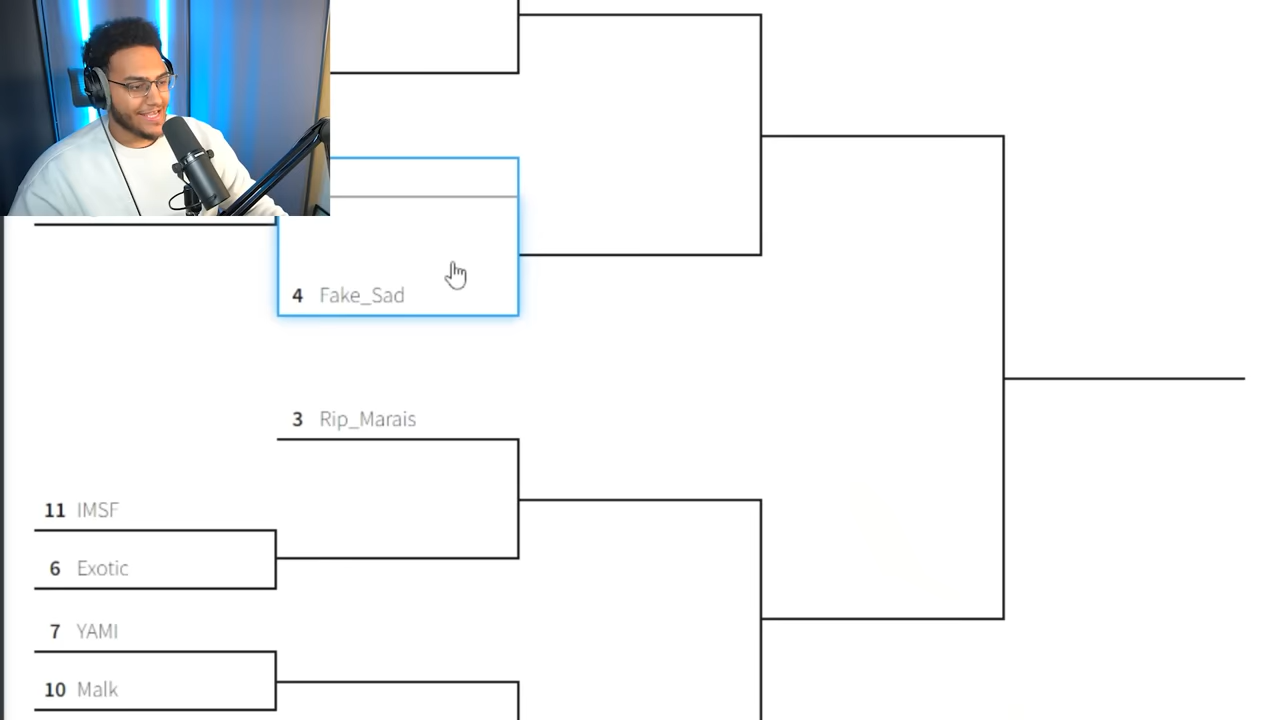 4 Fake_Sad
3 Rip_Marais
11 IMSF
6 Exotic
7 YAMI
10 Malk